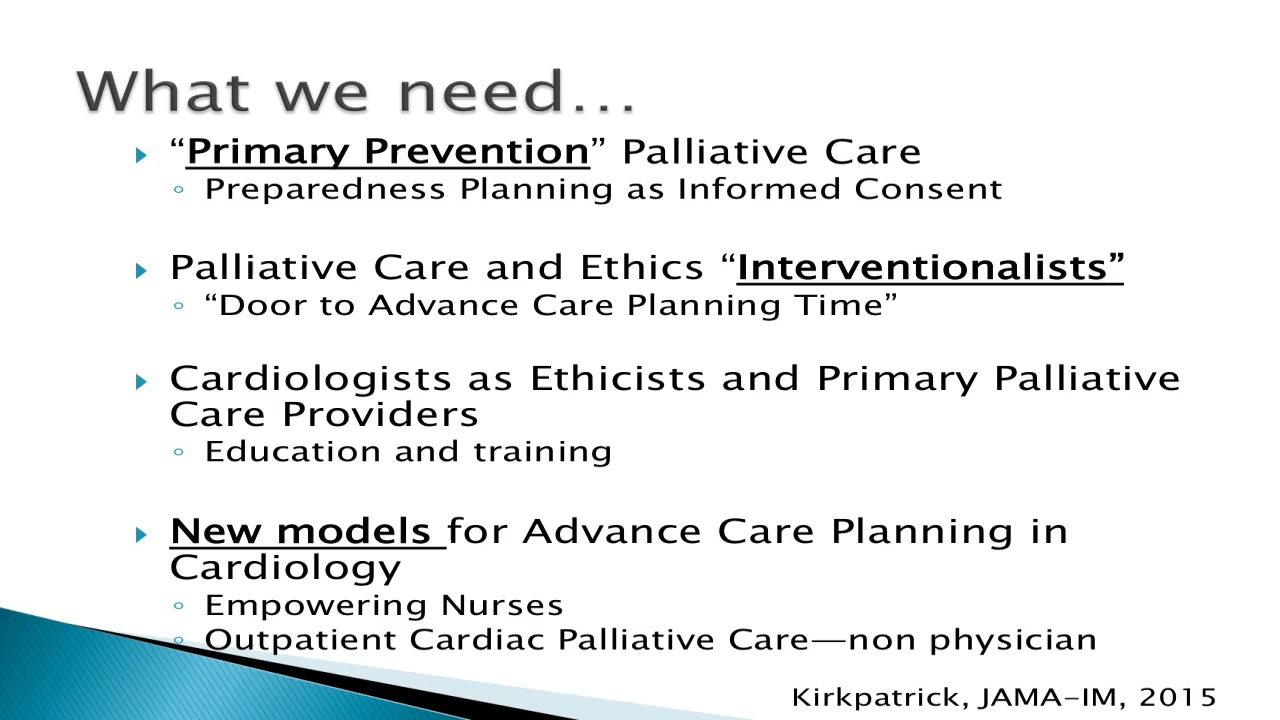 What we need…
“Primary Prevention” Palliative Care
Preparedness Planning as Informed Consent
Palliative Care and Ethics “Interventionalists”
“Door to Advance Care Planning Time”
Cardiologists as Ethicists and Primary Palliative
Care Providers
Education and training
New models for Advance Care Planning in
Cardiology
Empowering Nurses
Outpatient Cardiac Palliative Care—non physician
Kirkpatrick, JAMA-IM, 2015